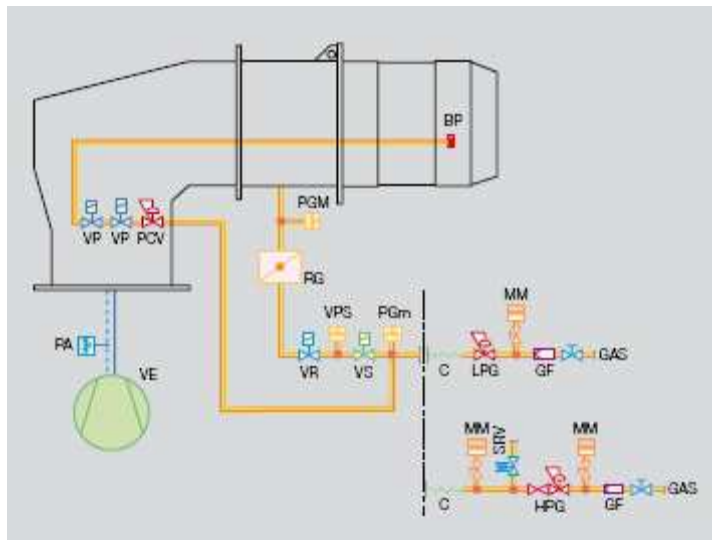 BP
PGM
VP VP PCV
RG
VPS PGm MM
PA VE
VR VS C LPG GF GAS
MM SRV MM
C HPG GF GAS